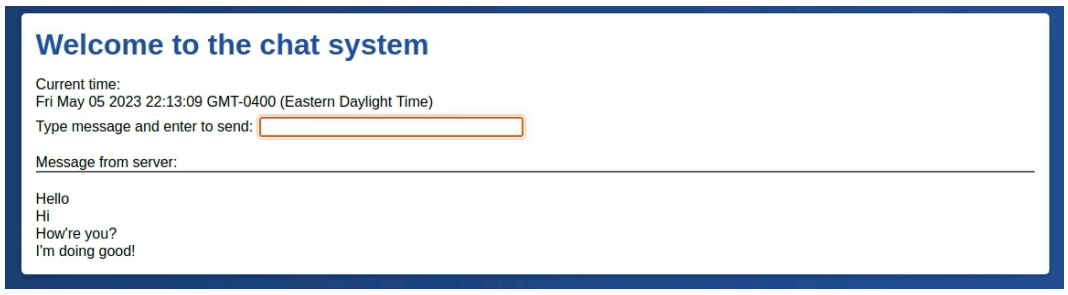 Welcome to the chat system
Current time:
Fri May 05 2023 22:13:09 GMT-0400 (Eastern Daylight Time)
Type message and enter to send:
Message from server:
Hello
Hi
How're you?
I'm doing good!